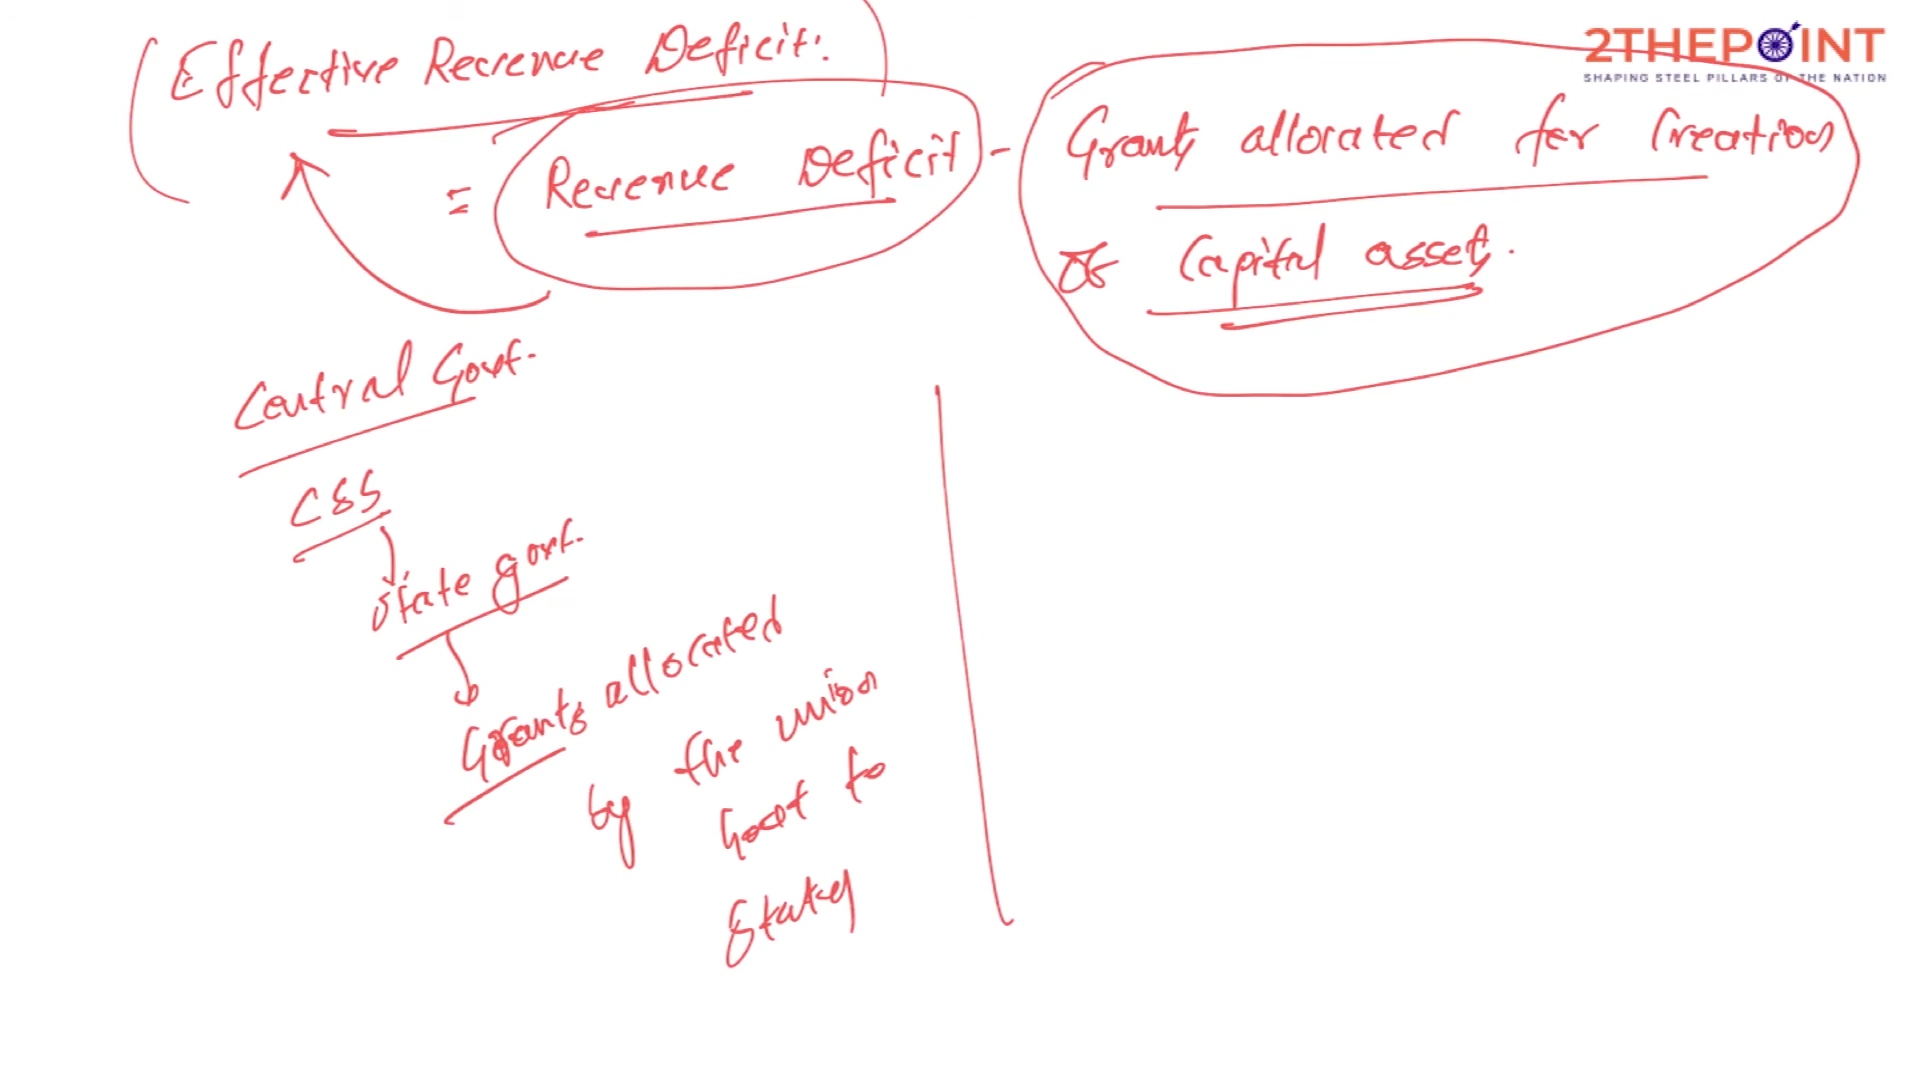 2THEPOINT
SHAPING STEEL PILLARS OF THE NATION
Effective Revenue Deficit:
= Revenue Deficit - Grants allocated for Creation
of Capital assets.
Central Govt.
CSS
State govt.
Grants allocated
by the union
Govt to
States